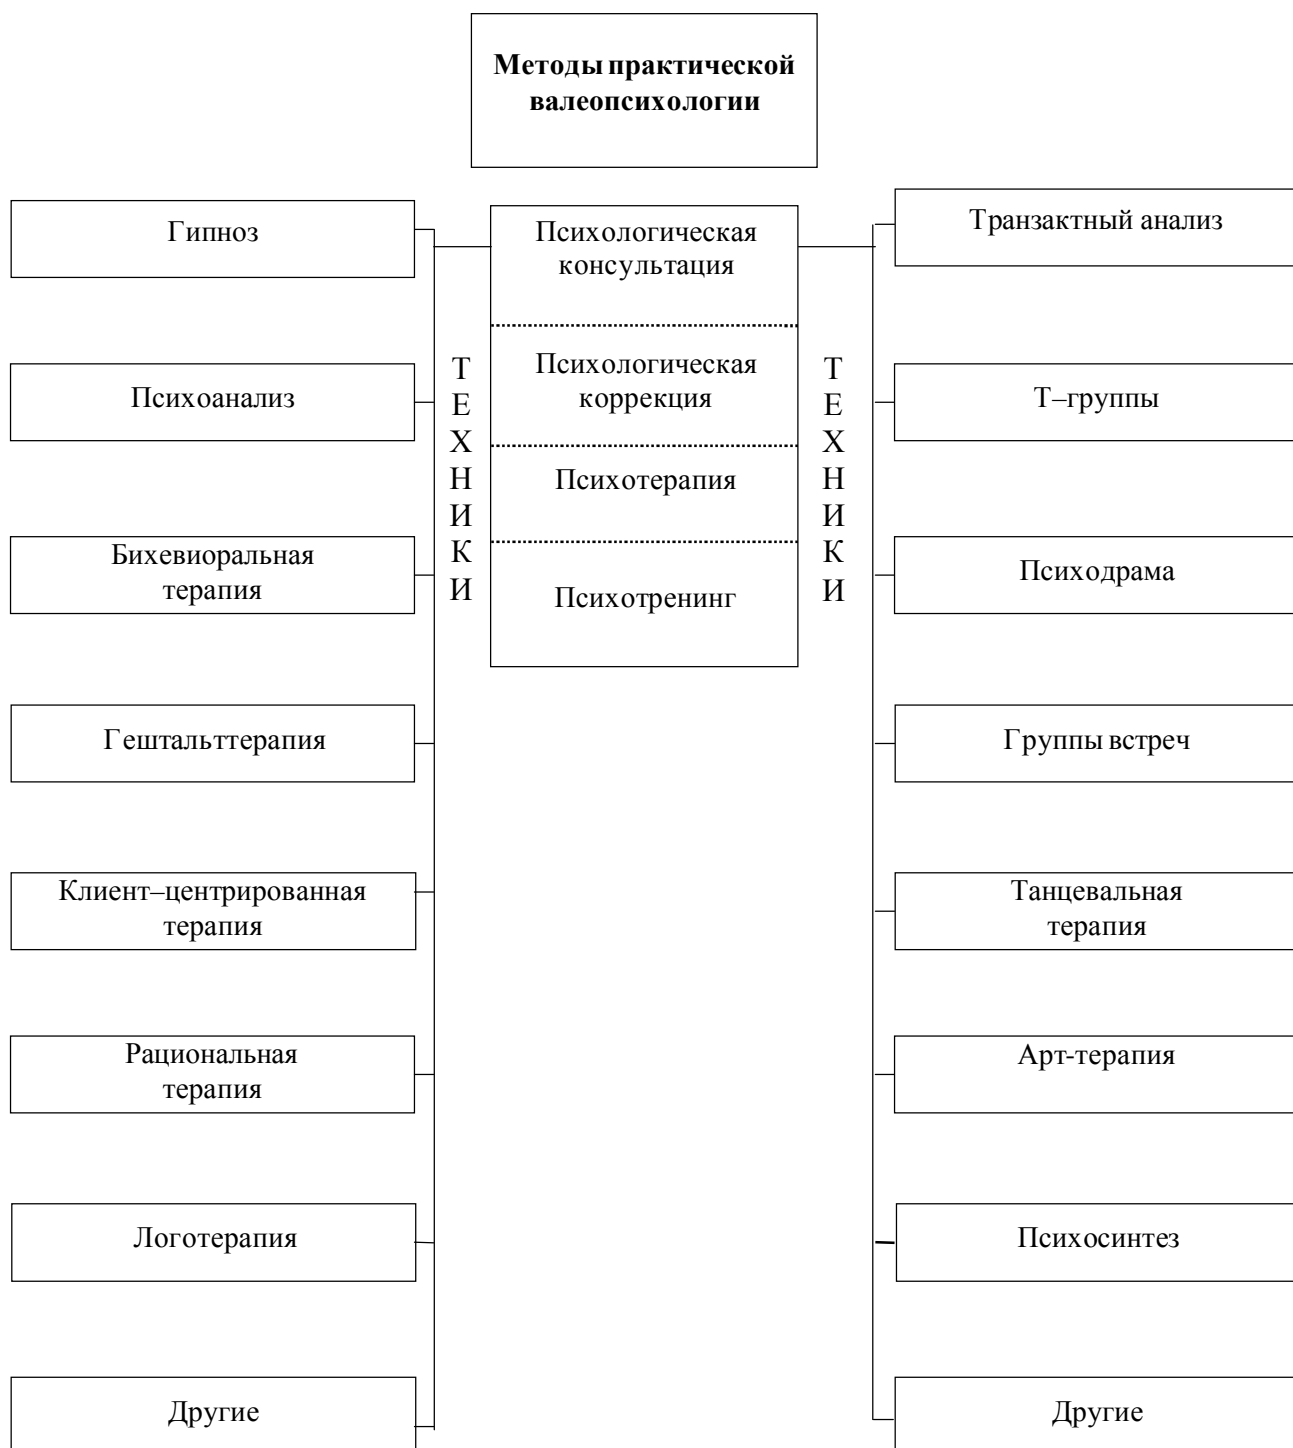 Методы практической
валеопсихологии
Гипноз
Психоанализ
Бихевиоральная
терапия
Гештальттерапия
Клиент–центрированная
терапия
Рациональная
терапия
Логотерапия
Другие
Т
Е
Х
Н
И
К
И
Психологическая
консультация
Психологическая
коррекция
Психотерапия
Психотренинг
Т
Е
Х
Н
И
К
И
Транзактный анализ
Т–группы
Психодрама
Группы встреч
Танцевальная
терапия
Арт-терапия
Психосинтез
Другие